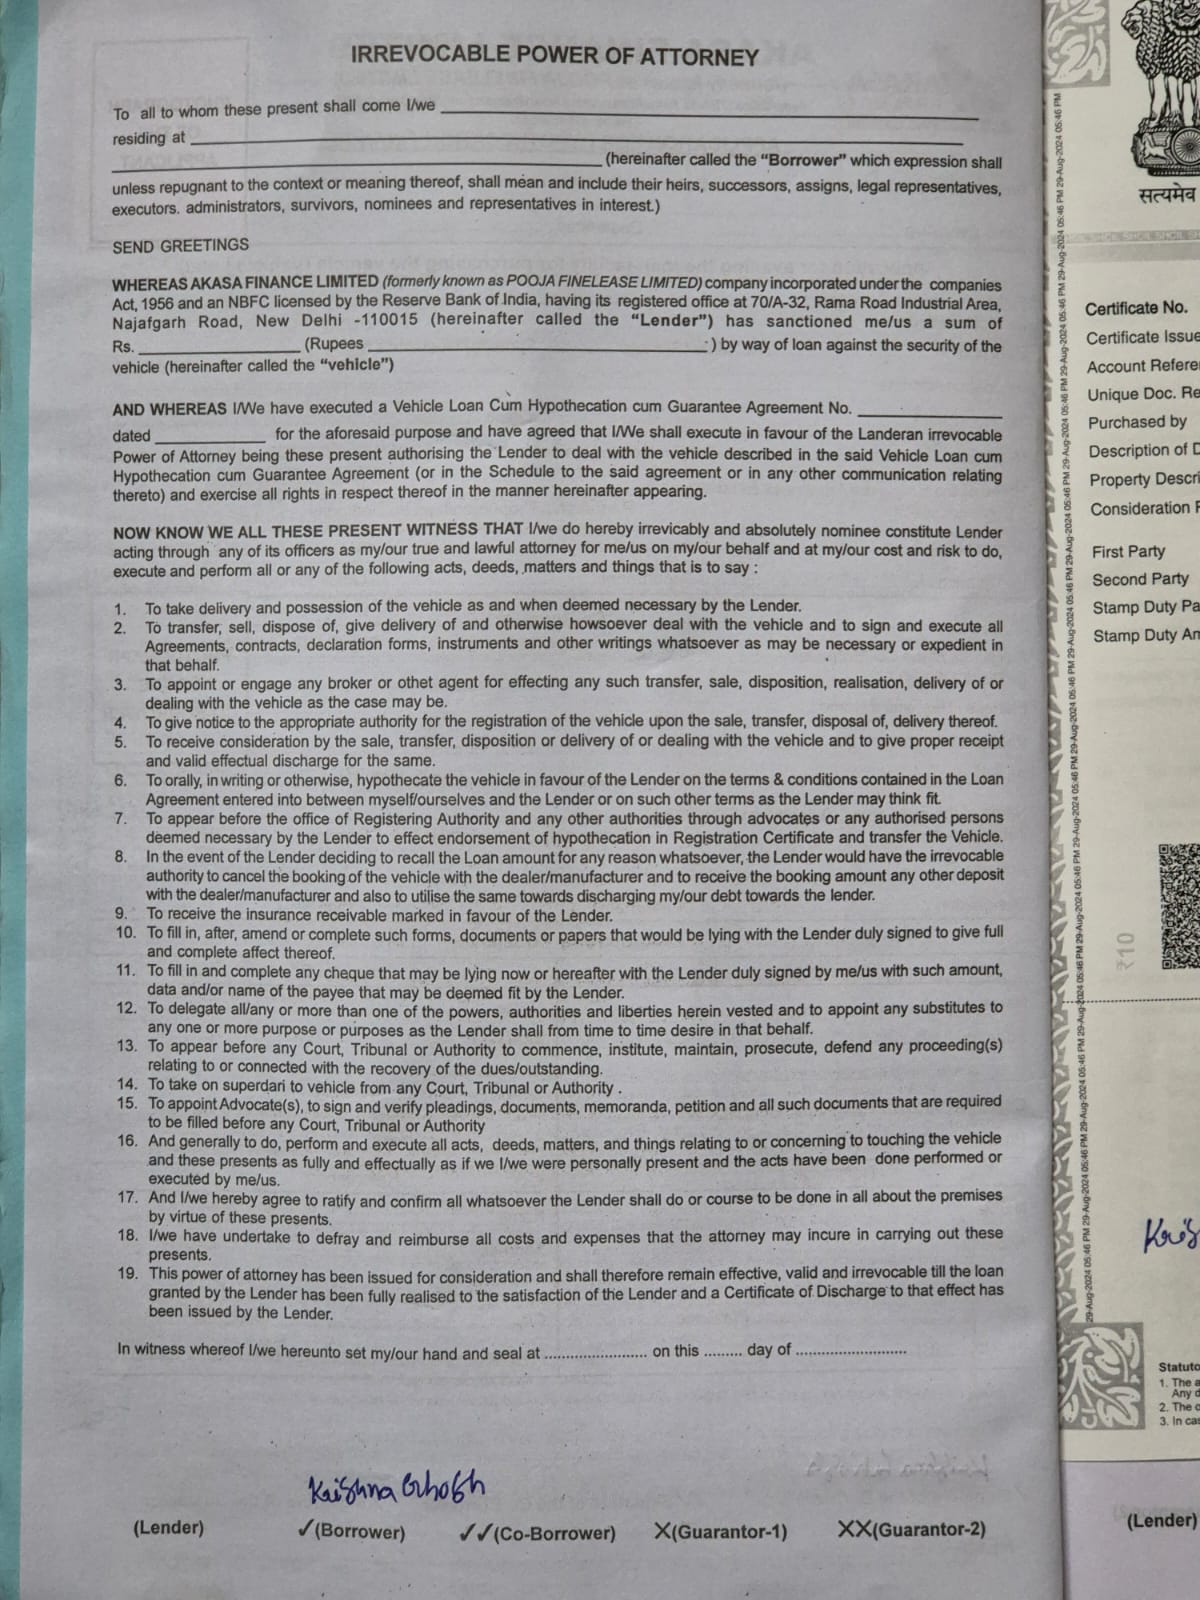 IRREVOCABLE POWER OF ATTORNEY
To all to whom these present shall come I/we
residing at
(hereinafter called the “Borrower” which expression shall
unless repugnant to the context or meaning thereof, shall mean and include their heirs, successors, assigns, legal representatives,
executors. administrators, survivors, nominees and representatives in interest.)
SEND GREETINGS
WHEREAS AKASA FINANCE LIMITED (formerly known as POOJA FINELEASE LIMITED) company incorporated under the companies
Act, 1956 and an NBFC licensed by the Reserve Bank of India, having its registered office at 70/A-32, Rama Road Industrial Area,
Najafgarh Road, New Delhi -110015 (hereinafter called the “Lender”) has sanctioned me/us a sum of
Rs. (Rupees ) by way of loan against the security of the
vehicle (hereinafter called the “vehicle”)
AND WHEREAS I/We have executed a Vehicle Loan Cum Hypothecation cum Guarantee Agreement No.
dated for the aforesaid purpose and have agreed that I/We shall execute in favour of the Landeran irrevocable
Power of Attorney being these present authorising the Lender to deal with the vehicle described in the said Vehicle Loan cum
Hypothecation cum Guarantee Agreement (or in the Schedule to the said agreement or in any other communication relating
thereto) and exercise all rights in respect thereof in the manner hereinafter appearing.
NOW KNOW WE ALL THESE PRESENT WITNESS THAT I/we do hereby irrevicably and absolutely nominee constitute Lender
acting through any of its officers as my/our true and lawful attorney for me/us on my/our behalf and at my/our cost and risk to do,
execute and perform all or any of the following acts, deeds, matters and things that is to say :
1. To take delivery and possession of the vehicle as and when deemed necessary by the Lender.
2. To transfer, sell, dispose of, give delivery of and otherwise howsoever deal with the vehicle and to sign and execute all
Agreements, contracts, declaration forms, instruments and other writings whatsoever as may be necessary or expedient in
that behalf.
3. To appoint or engage any broker or othet agent for effecting any such transfer, sale, disposition, realisation, delivery of or
dealing with the vehicle as the case may be.
4. To give notice to the appropriate authority for the registration of the vehicle upon the sale, transfer, disposal of, delivery thereof.
5. To receive consideration by the sale, transfer, disposition or delivery of or dealing with the vehicle and to give proper receipt
and valid effectual discharge for the same.
6. To orally, in writing or otherwise, hypothecate the vehicle in favour of the Lender on the terms & conditions contained in the Loan
Agreement entered into between myself/ourselves and the Lender or on such other terms as the Lender may think fit.
7. To appear before the office of Registering Authority and any other authorities through advocates or any authorised persons
deemed necessary by the Lender to effect endorsement of hypothecation in Registration Certificate and transfer the Vehicle.
8. In the event of the Lender deciding to recall the Loan amount for any reason whatsoever, the Lender would have the irrevocable
authority to cancel the booking of the vehicle with the dealer/manufacturer and to receive the booking amount any other deposit
with the dealer/manufacturer and also to utilise the same towards discharging my/our debt towards the lender.
9. To receive the insurance receivable marked in favour of the Lender.
10. To fill in, after, amend or complete such forms, documents or papers that would be lying with the Lender duly signed to give full
and complete affect thereof.
11. To fill in and complete any cheque that may be lying now or hereafter with the Lender duly signed by me/us with such amount,
data and/or name of the payee that may be deemed fit by the Lender.
12. To delegate all/any or more than one of the powers, authorities and liberties herein vested and to appoint any substitutes to
any one or more purpose or purposes as the Lender shall from time to time desire in that behalf.
13. To appear before any Court, Tribunal or Authority to commence, institute, maintain, prosecute, defend any proceeding(s)
relating to or connected with the recovery of the dues/outstanding.
14. To take on superdari to vehicle from any Court, Tribunal or Authority .
15. To appoint Advocate(s), to sign and verify pleadings, documents, memoranda, petition and all such documents that are required
to be filled before any Court, Tribunal or Authority
16. And generally to do, perform and execute all acts, deeds, matters, and things relating to or concerning to touching the vehicle
and these presents as fully and effectually as if we I/we were personally present and the acts have been done performed or
executed by me/us.
17. And I/we hereby agree to ratify and confirm all whatsoever the Lender shall do or course to be done in all about the premises
by virtue of these presents.
18. I/we have undertake to defray and reimburse all costs and expenses that the attorney may incure in carrying out these
presents.
19. This power of attorney has been issued for consideration and shall therefore remain effective, valid and irrevocable till the loan
granted by the Lender has been fully realised to the satisfaction of the Lender and a Certificate of Discharge to that effect has
been issued by the Lender.
In witness whereof I/we hereunto set my/our hand and seal at ........................ on this ......... day of ..........................
Krishna Ghosh
(Lender) ✓(Borrower) ✓✓(Co-Borrower) X(Guarantor-1) XX(Guarantor-2)
सत्यमेव
Certificate No.
Certificate Issue
Account Refere
Unique Doc. Re
Purchased by
Description of D
Property Descri
Consideration P
First Party
Second Party
Stamp Duty Pa
Stamp Duty Am
₹10
29-Aug-2024 05:46 PM
Kris
Statuto
1. The a
Any d
2. The o
3. In cas
(Lender)